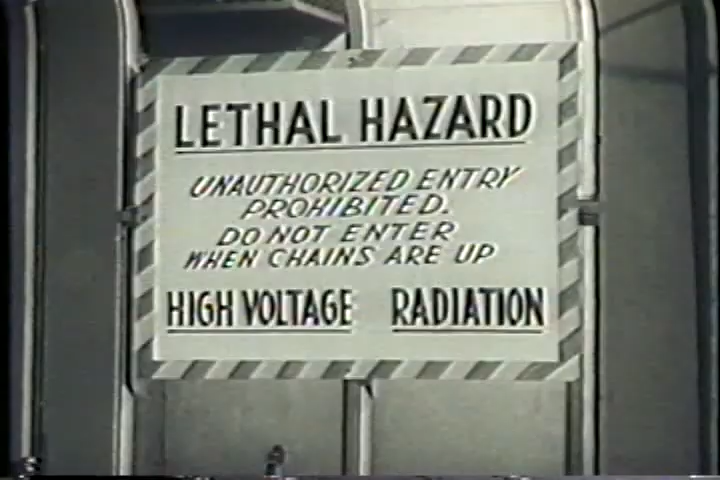 LETHAL HAZARD
UNAUTHORIZED ENTRY
PROHIBITED.
DO NOT ENTER
WHEN CHAINS ARE UP
HIGH VOLTAGE RADIATION